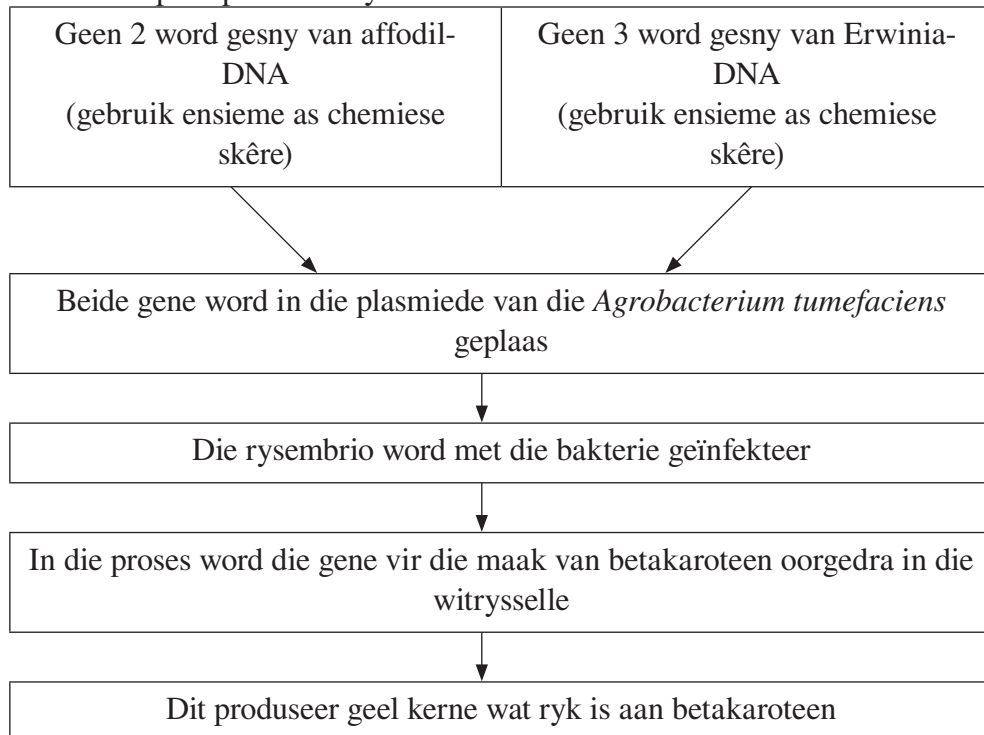 Geen 2 word gesny van affodil-
DNA
(gebruik ensieme as chemiese
skêre)
Geen 3 word gesny van Erwinia-
DNA
(gebruik ensieme as chemiese
skêre)
Beide gene word in die plasmiede van die Agrobacterium tumefaciens
geplaas
Die rysembrio word met die bakterie geïnfekteer
In die proses word die gene vir die maak van betakaroteen oorgedra in die
witrysselle
Dit produseer geel kerne wat ryk is aan betakaroteen